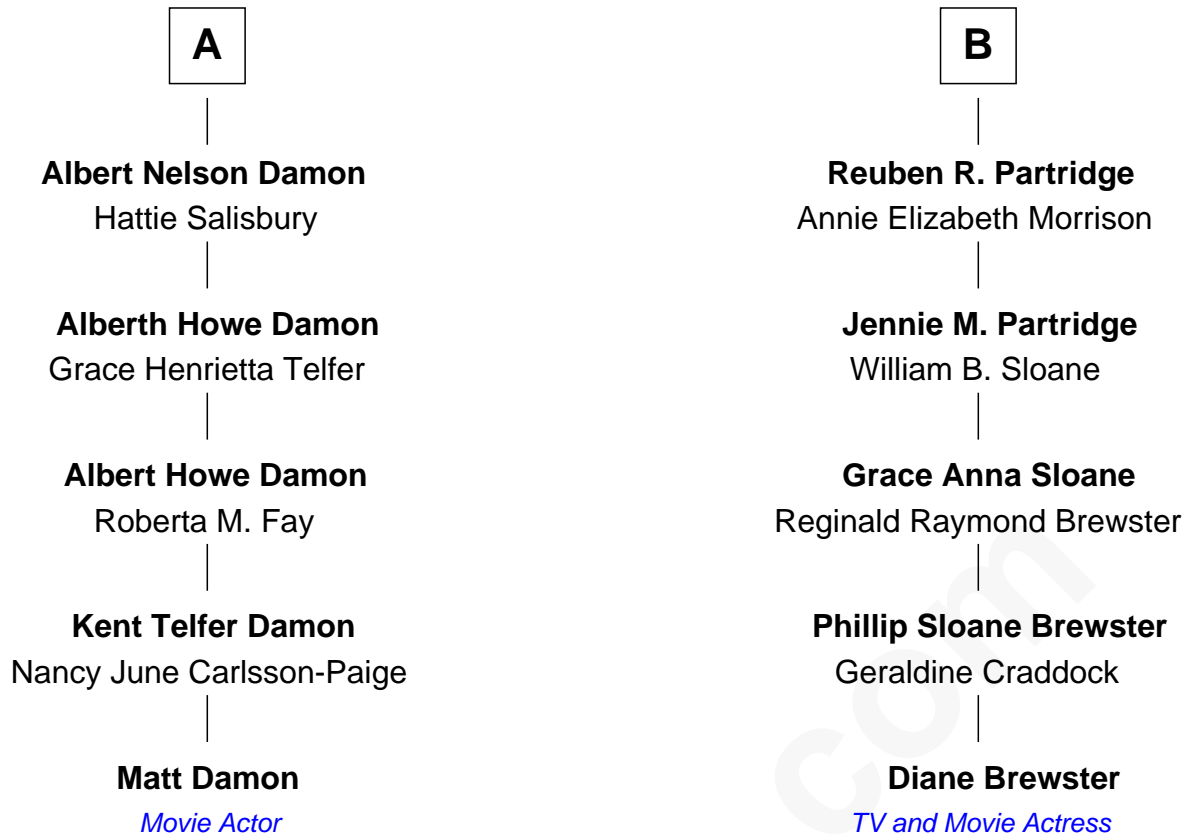 A
Albert Nelson Damon
Hattie Salisbury
Alberth Howe Damon
Grace Henrietta Telfer
Albert Howe Damon
Roberta M. Fay
Kent Telfer Damon
Nancy June Carlsson-Paige
Matt Damon
Movie Actor
B
Reuben R. Partridge
Annie Elizabeth Morrison
Jennie M. Partridge
William B. Sloane
Grace Anna Sloane
Reginald Raymond Brewster
Phillip Sloane Brewster
Geraldine Craddock
Diane Brewster
TV and Movie Actress
com